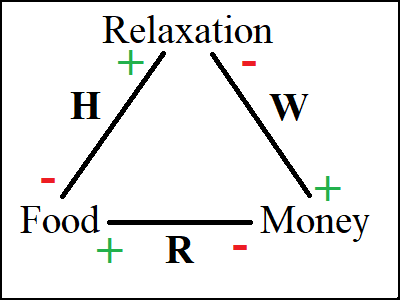 Relaxation
+ -
H W
- +
Food Money
+ R -